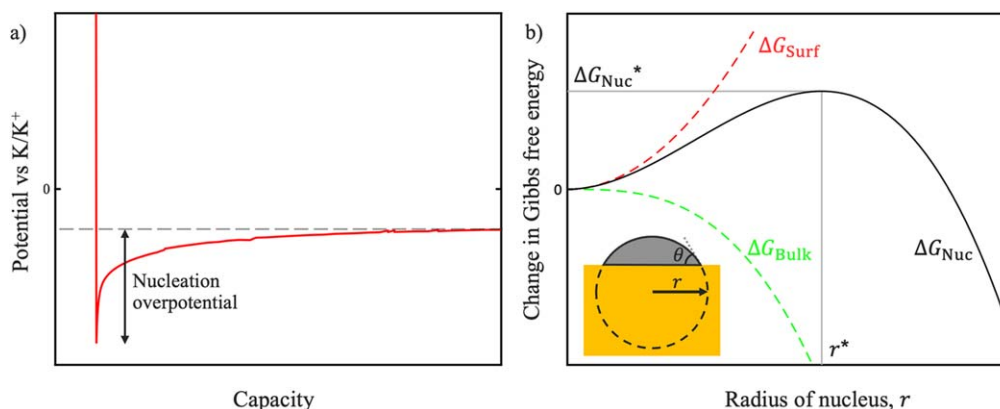 a)
Potential vs K/K⁺
0
Nucleation
overpotential
Capacity
b)
Change in Gibbs free energy
ΔG_Nuc*
0
ΔG_Surf
ΔG_Bulk
ΔG_Nuc
θ
r
r*
Radius of nucleus, r